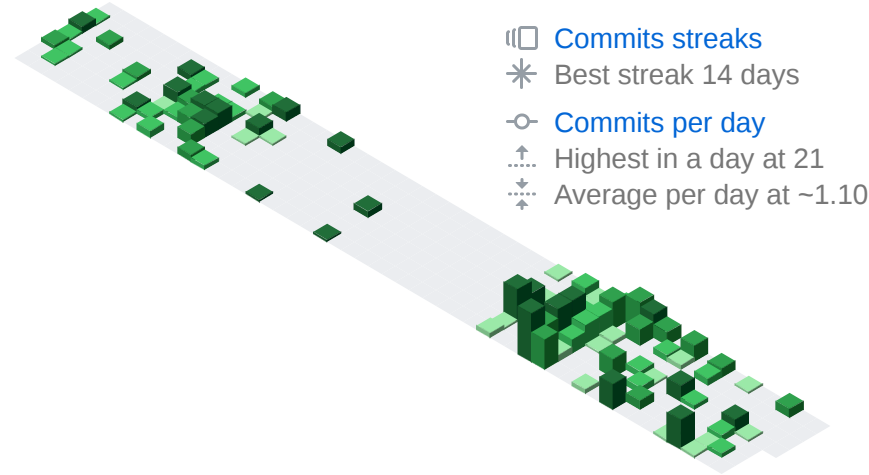 Commits streaks
Best streak 14 days
Commits per day
Highest in a day at 21
Average per day at ~1.10